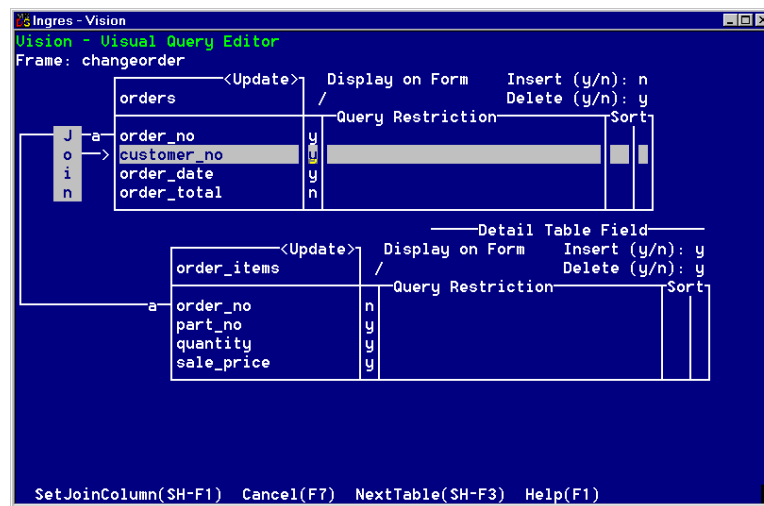 Ingres - Vision
Vision - Visual Query Editor
Frame: changeorder
<Update> Display on Form Insert (y/n): n
orders / Delete (y/n): y
Query Restriction Sort
J a order_no y
o > customer_no y
i order_date y
n order_total n
Detail Table Field
<Update> Display on Form Insert (y/n): y
order_items / Delete (y/n): y
Query Restriction Sort
a order_no n
part_no y
quantity y
sale_price y
SetJoinColumn(SH-F1) Cancel(F7) NextTable(SH-F3) Help(F1)